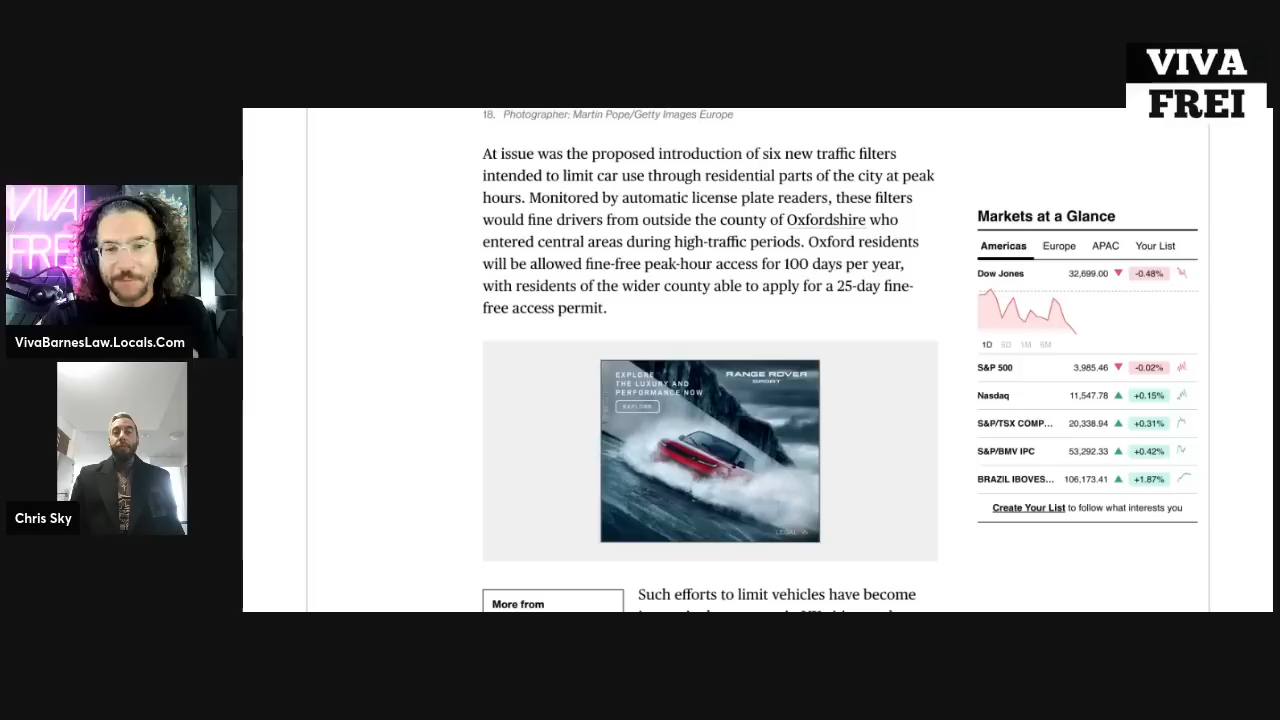 VIVA
FREI
VIVA
FREI
VivaBarnesLaw.Locals.Com
Chris Sky
18. Photographer: Martin Pope/Getty Images Europe
At issue was the proposed introduction of six new traffic filters
intended to limit car use through residential parts of the city at peak
hours. Monitored by automatic license plate readers, these filters
would fine drivers from outside the county of Oxfordshire who
entered central areas during high-traffic periods. Oxford residents
will be allowed fine-free peak-hour access for 100 days per year,
with residents of the wider county able to apply for a 25-day fine-
free access permit.
EXPLORE
THE LUXURY AND
PERFORMANCE NOW
EXPLORE
RANGE ROVER
SPORT
LEGAL
More from
Such efforts to limit vehicles have become
Markets at a Glance
Americas Europe APAC Your List
Dow Jones 32,699.00 -0.48%
1D 5D 1M 6M
S&P 500 3,985.46 -0.02%
Nasdaq 11,547.78 +0.15%
S&P/TSX COMP... 20,338.94 +0.31%
S&P/BMV IPC 53,292.33 +0.42%
BRAZIL IBOVES... 106,173.41 +1.87%
Create Your List to follow what interests you